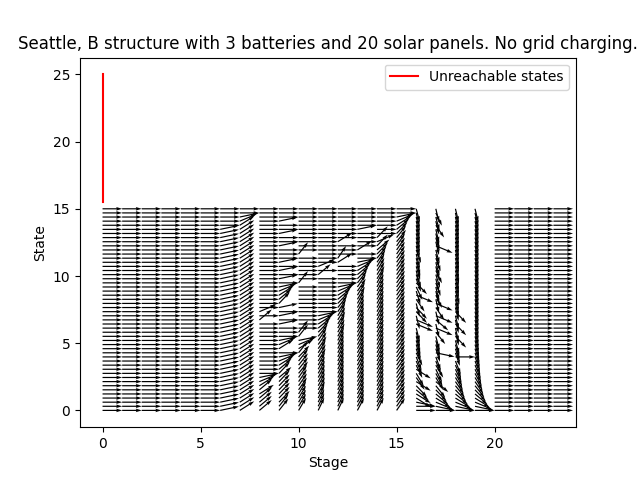 Seattle, B structure with 3 batteries and 20 solar panels. No grid charging.
Unreachable states
25
20
15
10
5
0
State
0 5 10 15 20
Stage